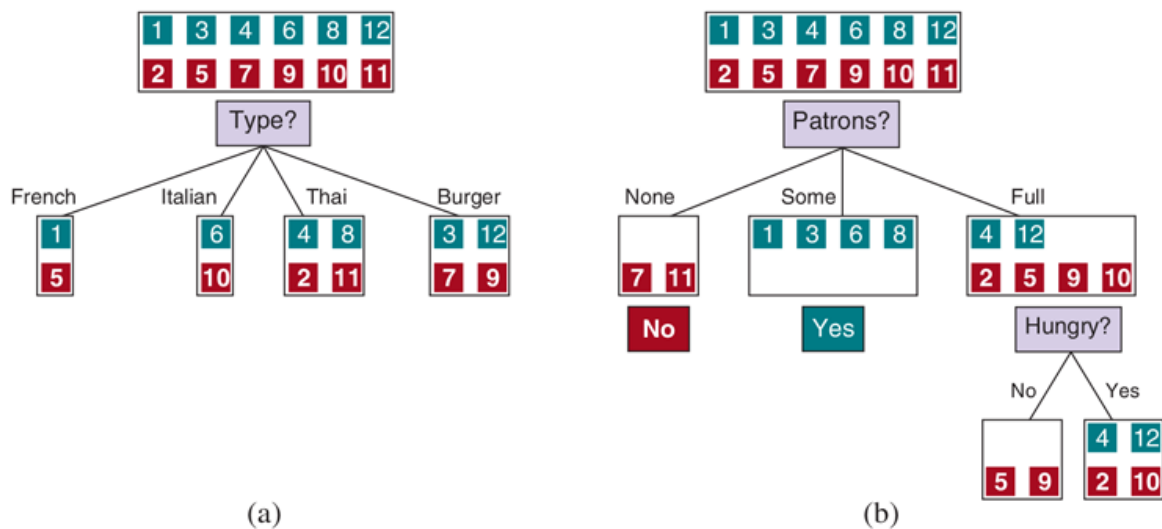 1 3 4 6 8 12
2 5 7 9 10 11
Type?
French Italian Thai Burger
1 6 4 8 3 12
5 10 2 11 7 9
(a)
1 3 4 6 8 12
2 5 7 9 10 11
Patrons?
None Some Full
1 3 6 8 4 12
7 11 2 5 9 10
No Yes Hungry?
No Yes
4 12
5 9 2 10
(b)